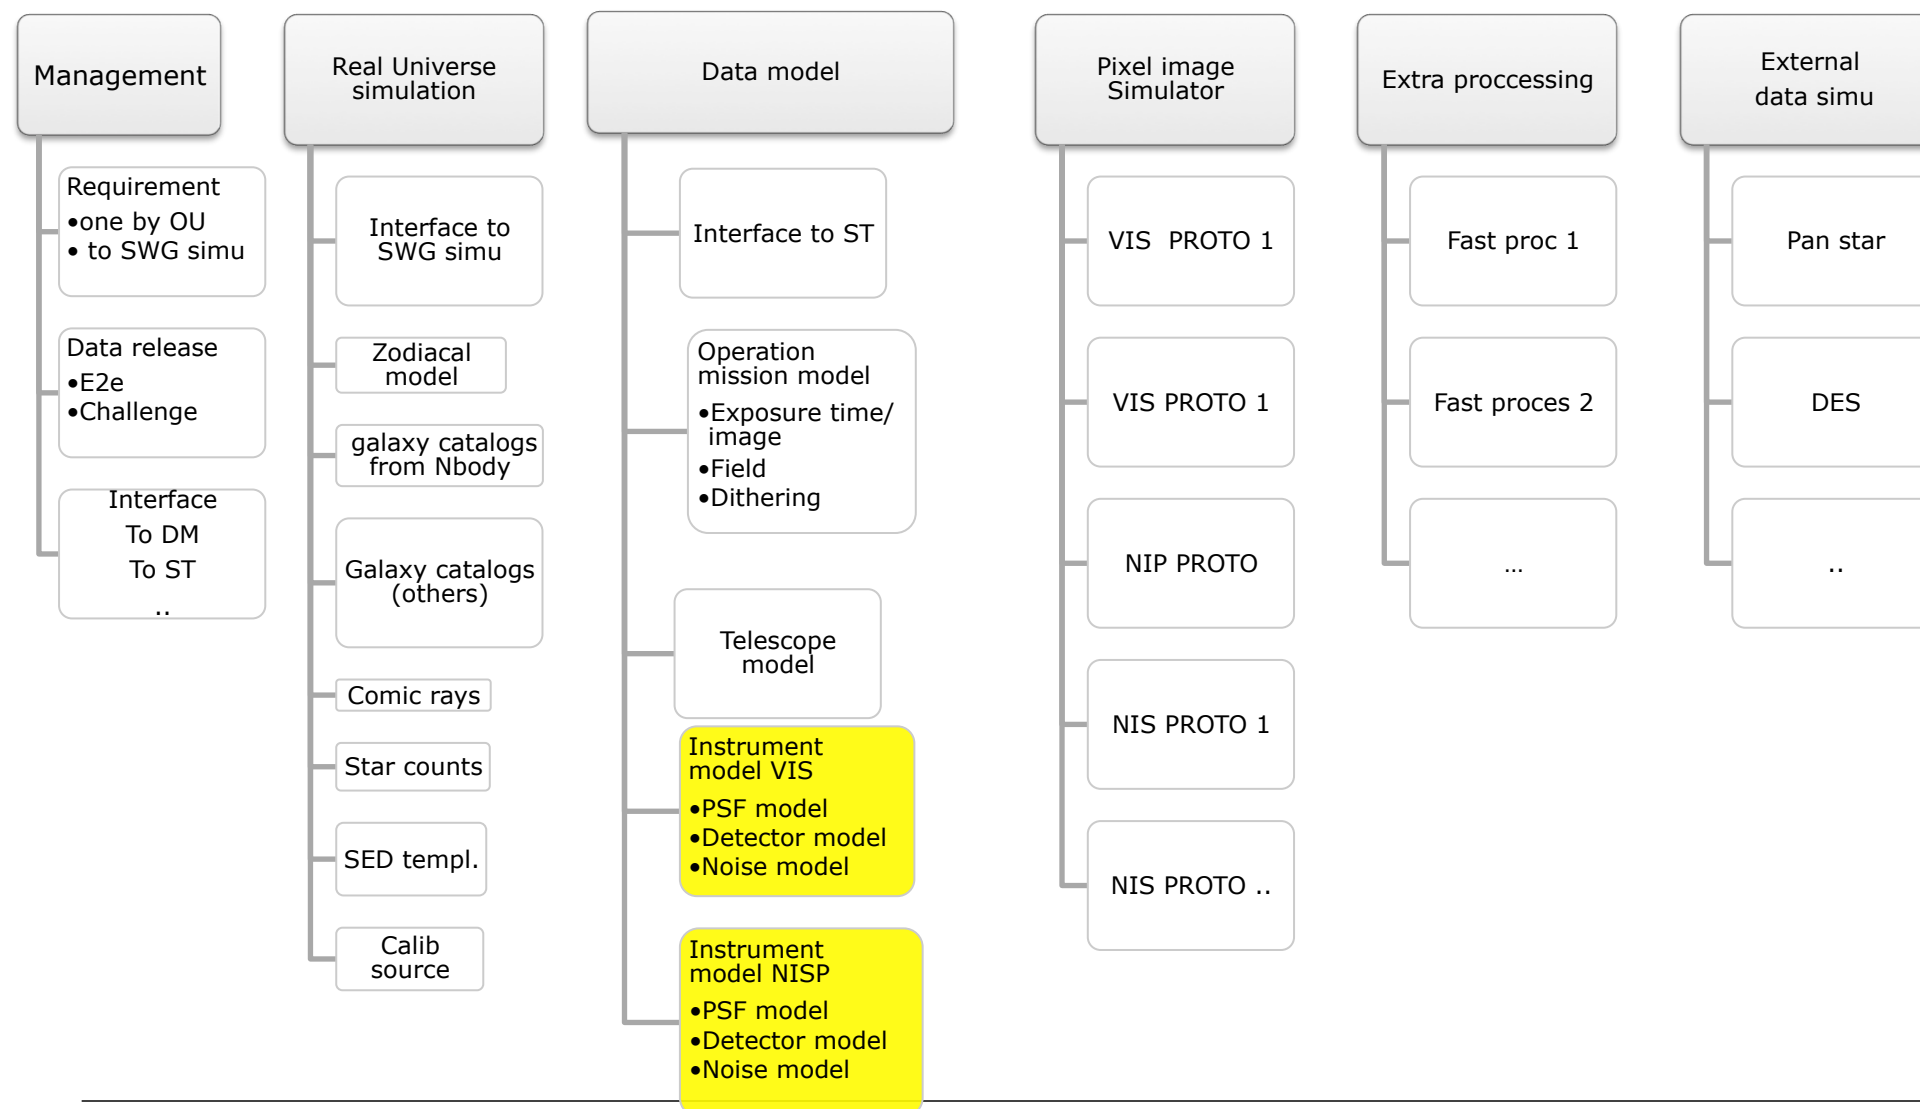 Management
Requirement
•one by OU
• to SWG simu
Data release
•E2e
•Challenge
Interface
To DM
To ST
..
Real Universe
simulation
Interface to
SWG simu
Zodiacal
model
galaxy catalogs
from Nbody
Galaxy catalogs
(others)
Comic rays
Star counts
SED templ.
Calib
source
Data model
Interface to ST
Operation
mission model
•Exposure time/
image
•Field
•Dithering
Telescope
model
Instrument
model VIS
•PSF model
•Detector model
•Noise model
Instrument
model NISP
•PSF model
•Detector model
•Noise model
Pixel image
Simulator
VIS  PROTO 1
VIS PROTO 1
NIP PROTO
NIS PROTO 1
NIS PROTO ..
Extra proccessing
Fast proc 1
Fast proces 2
...
External
data simu
Pan star
DES
..